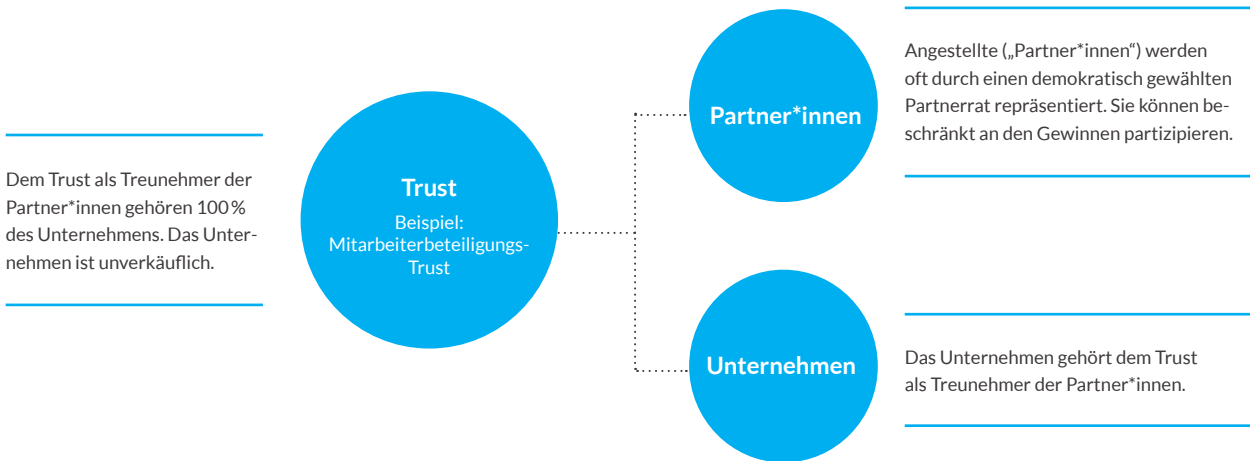 Dem Trust als Treunehmer der
Partner*innen gehören 100 %
des Unternehmens. Das Unter-
nehmen ist unverkäuflich.
Trust
Beispiel:
Mitarbeiterbeteiligungs-
Trust
Partner*innen
Angestellte („Partner*innen“) werden
oft durch einen demokratisch gewählten
Partnerrat repräsentiert. Sie können be-
schränkt an den Gewinnen partizipieren.
Unternehmen
Das Unternehmen gehört dem Trust
als Treunehmer der Partner*innen.